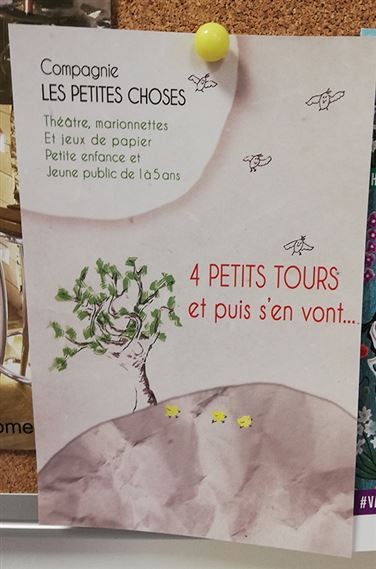 Compagnie
LES PETITES CHOSES
Théâtre, marionnettes
Et jeux de papier
Petite enfance et
Jeune public de 1 à 5 ans
4 PETITS TOURS
et puis s'en vont...
ome
#V